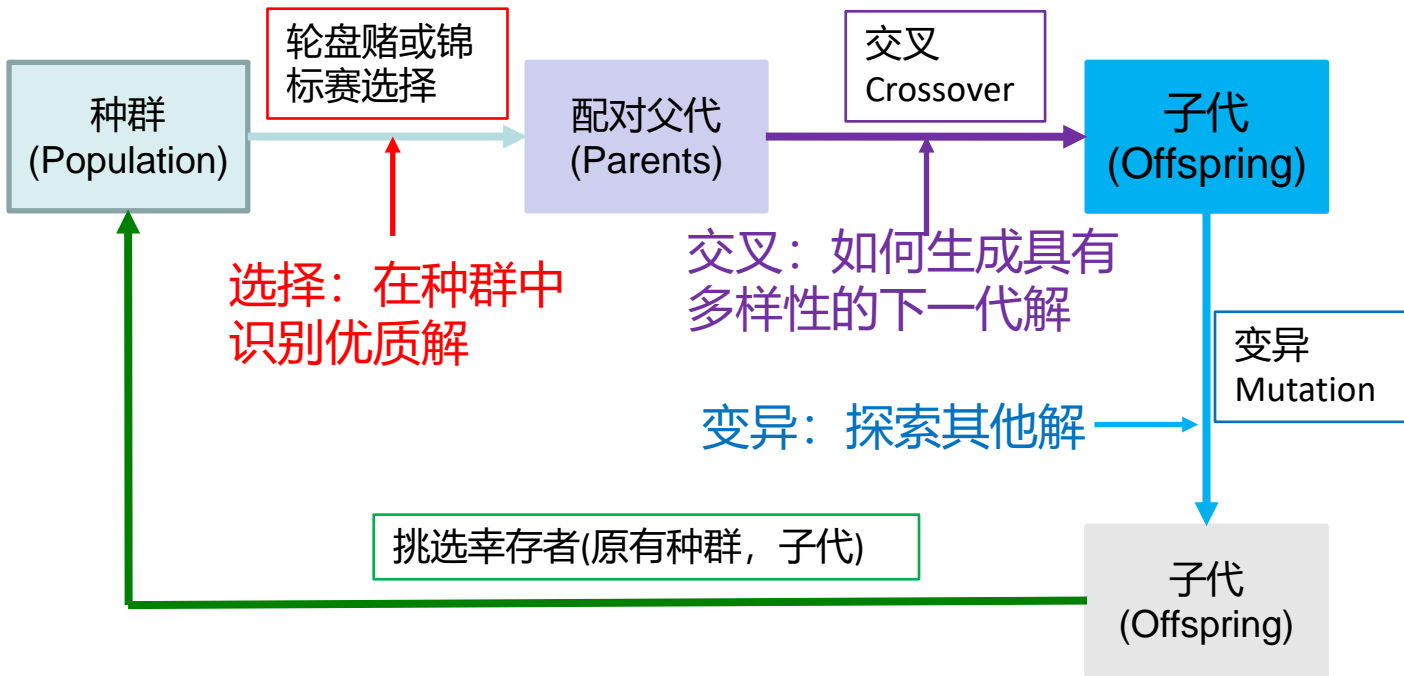 轮盘赌或锦
标赛选择
交叉
Crossover
种群
(Population)
配对父代
(Parents)
子代
(Offspring)
选择：在种群中
识别优质解
交叉：如何生成具有
多样性的下一代解
变异
Mutation
变异：探索其他解
挑选幸存者(原有种群，子代)
子代
(Offspring)